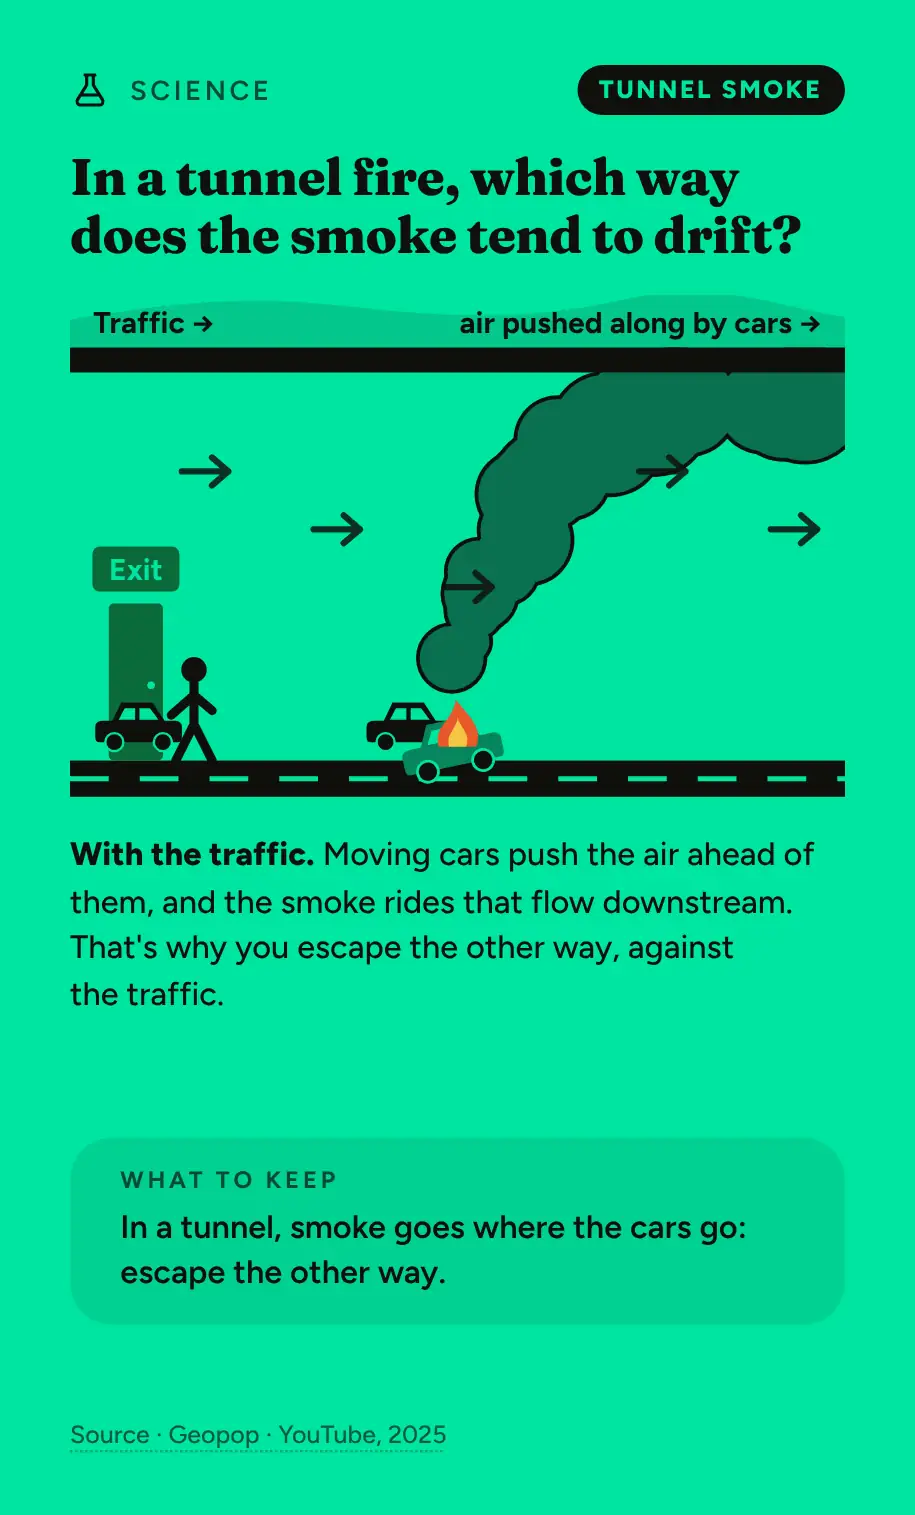 SCIENCE
TUNNEL SMOKE
In a tunnel fire, which way
does the smoke tend to drift?
Traffic →
air pushed along by cars →
Exit
With the traffic. Moving cars push the air ahead of
them, and the smoke rides that flow downstream.
That's why you escape the other way, against
the traffic.
WHAT TO KEEP
In a tunnel, smoke goes where the cars go:
escape the other way.
Source · Geopop · YouTube, 2025